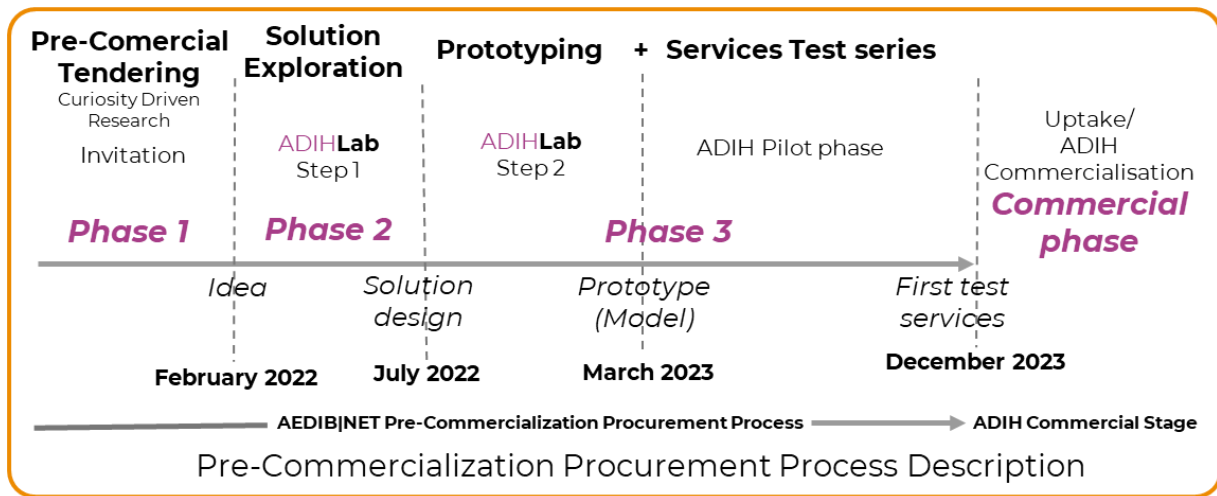 Pre-Comercial
Tendering
Curiosity Driven
Research
Invitation
Solution
Exploration
ADIHLab
Step 1
Prototyping + Services Test series
ADIHLab
Step 2
ADIH Pilot phase
Uptake/
ADIH
Commercialisation
Phase 1
Phase 2
Phase 3
Commercial
phase
Idea
Solution
design
Prototype
(Model)
First test
services
February 2022
July 2022
March 2023
December 2023
AEDIB|NET Pre-Commercialization Procurement Process
ADIH Commercial Stage
Pre-Commercialization Procurement Process Description